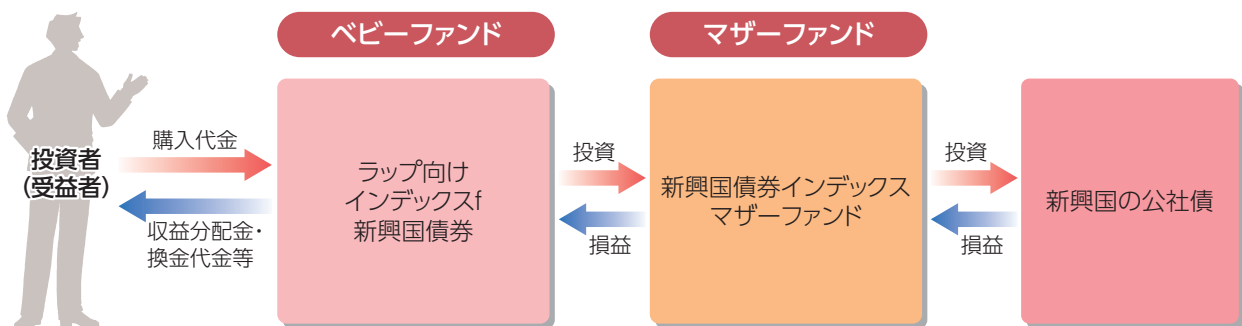 ベビーファンド
マザーファンド
投資者
(受益者)
購入代金
収益分配金・
換金代金等
ラップ向け
インデックスf
新興国債券
投資
損益
新興国債券インデックス
マザーファンド
投資
損益
新興国の公社債